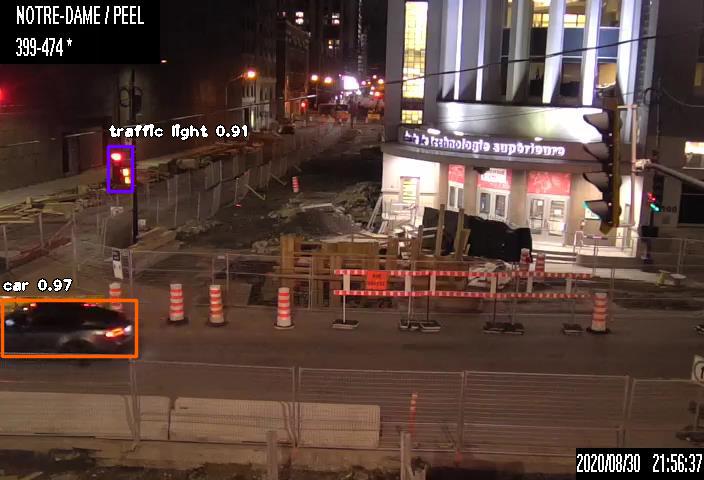 NOTRE-DAME / PEEL
399-474 *
traffic light 0.91
technologie supérieure
car 0.97
2020/08/30 21:56:37